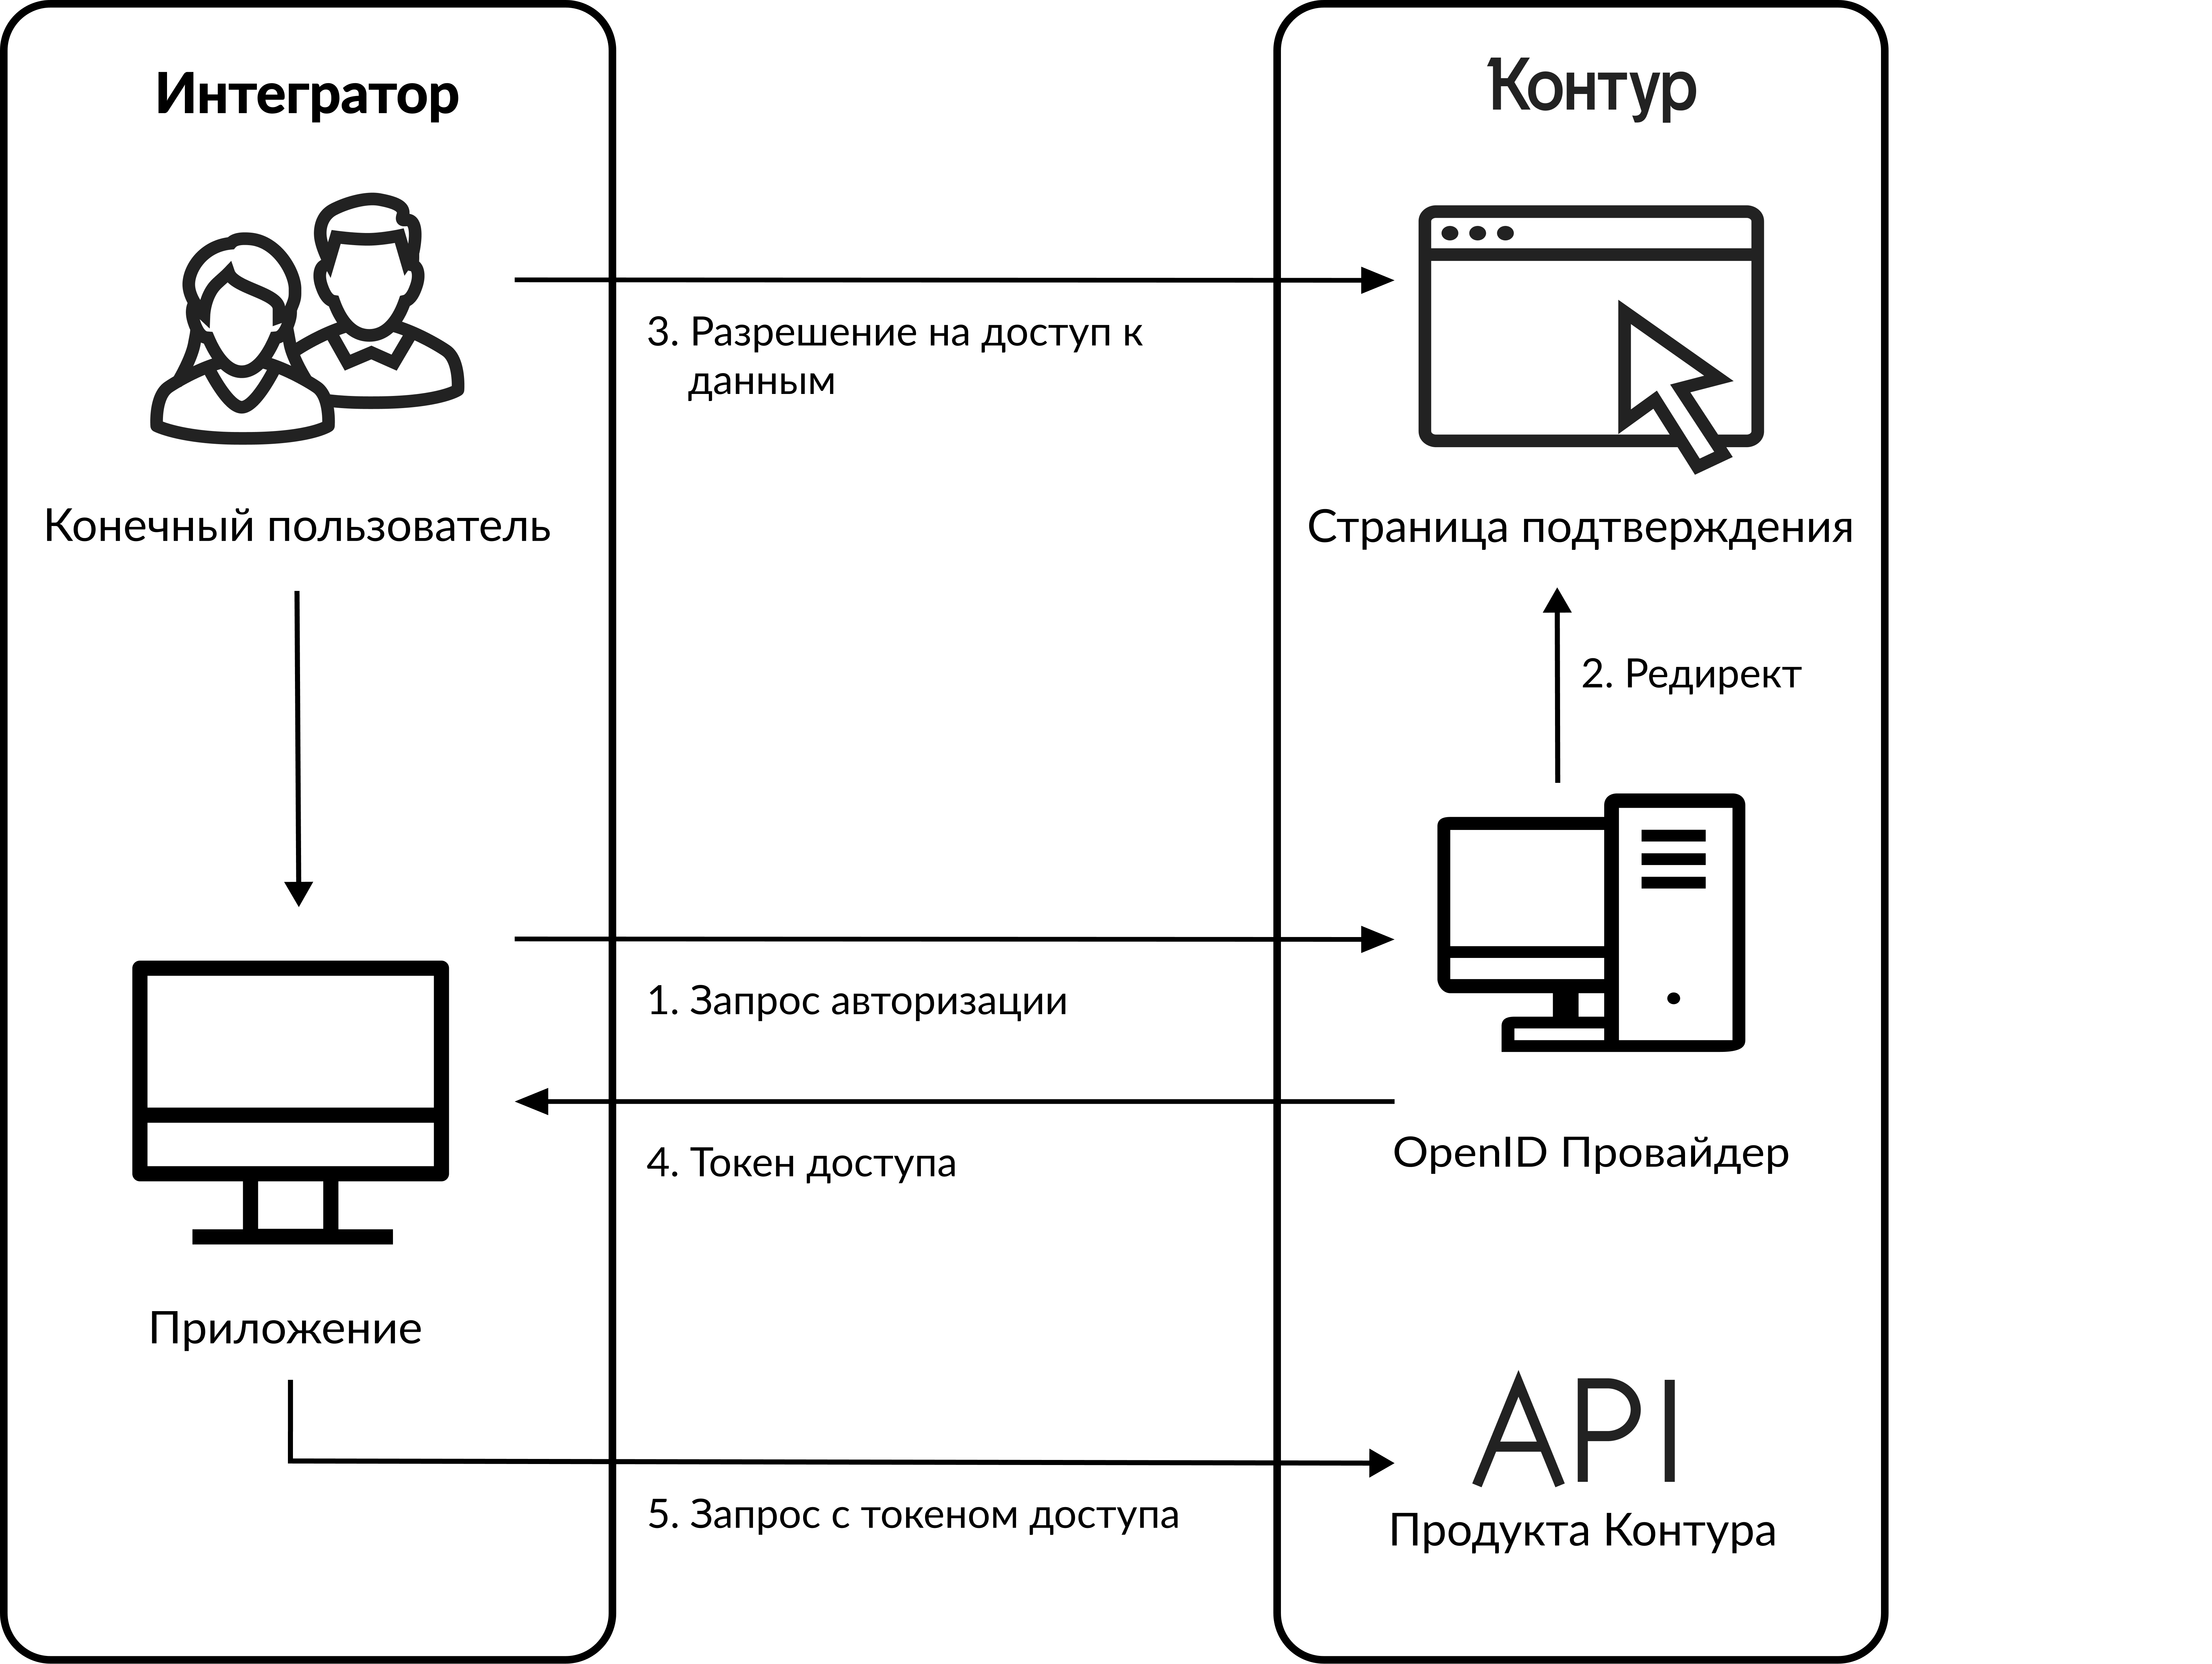 Интегратор
Контур
3. Разрешение на доступ к
данным
Конечный пользователь
Страница подтверждения
2. Редирект
1. Запрос авторизации
4. Токен доступа
OpenID Провайдер
Приложение
API
Продукта Контура
5. Запрос с токеном доступа